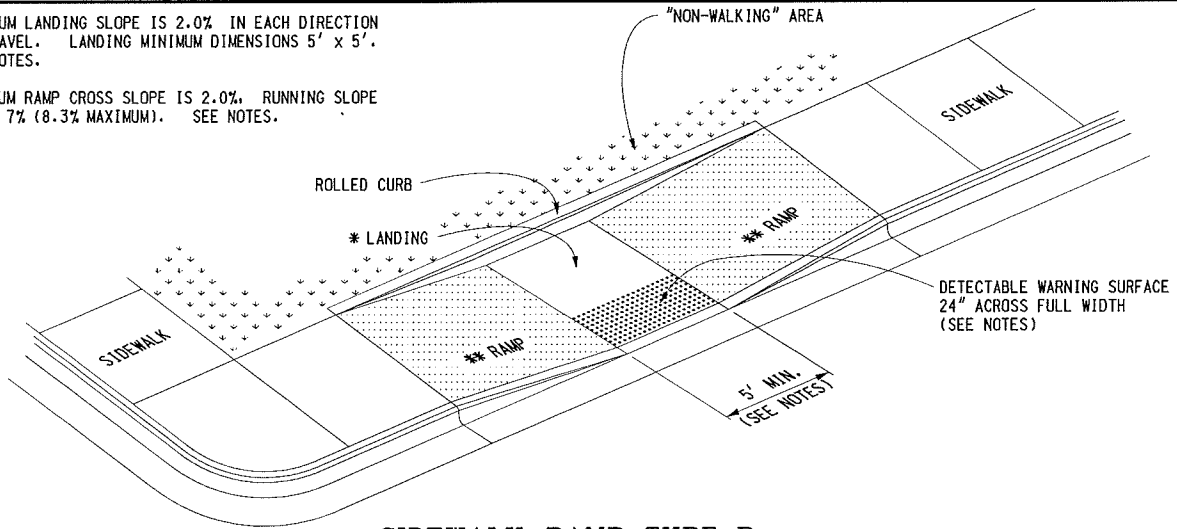 UM LANDING SLOPE IS 2.0% IN EACH DIRECTION
AVEL. LANDING MINIMUM DIMENSIONS 5' x 5'.
OTES.
UM RAMP CROSS SLOPE IS 2.0%. RUNNING SLOPE
7% (8.3% MAXIMUM). SEE NOTES.
"NON-WALKING" AREA
SIDEWALK
ROLLED CURB
* LANDING
** RAMP
DETECTABLE WARNING SURFACE
24" ACROSS FULL WIDTH
(SEE NOTES)
SIDEWALK
** RAMP
5' MIN.
(SEE NOTES)